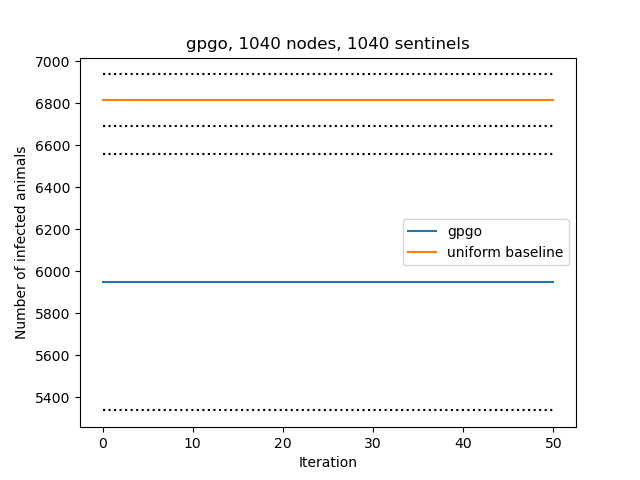 gpgo, 1040 nodes, 1040 sentinels
7000
6800
6600
6400
6200
6000
5800
5600
5400
Number of infected animals
gpgo
uniform baseline
0 10 20 30 40 50
Iteration